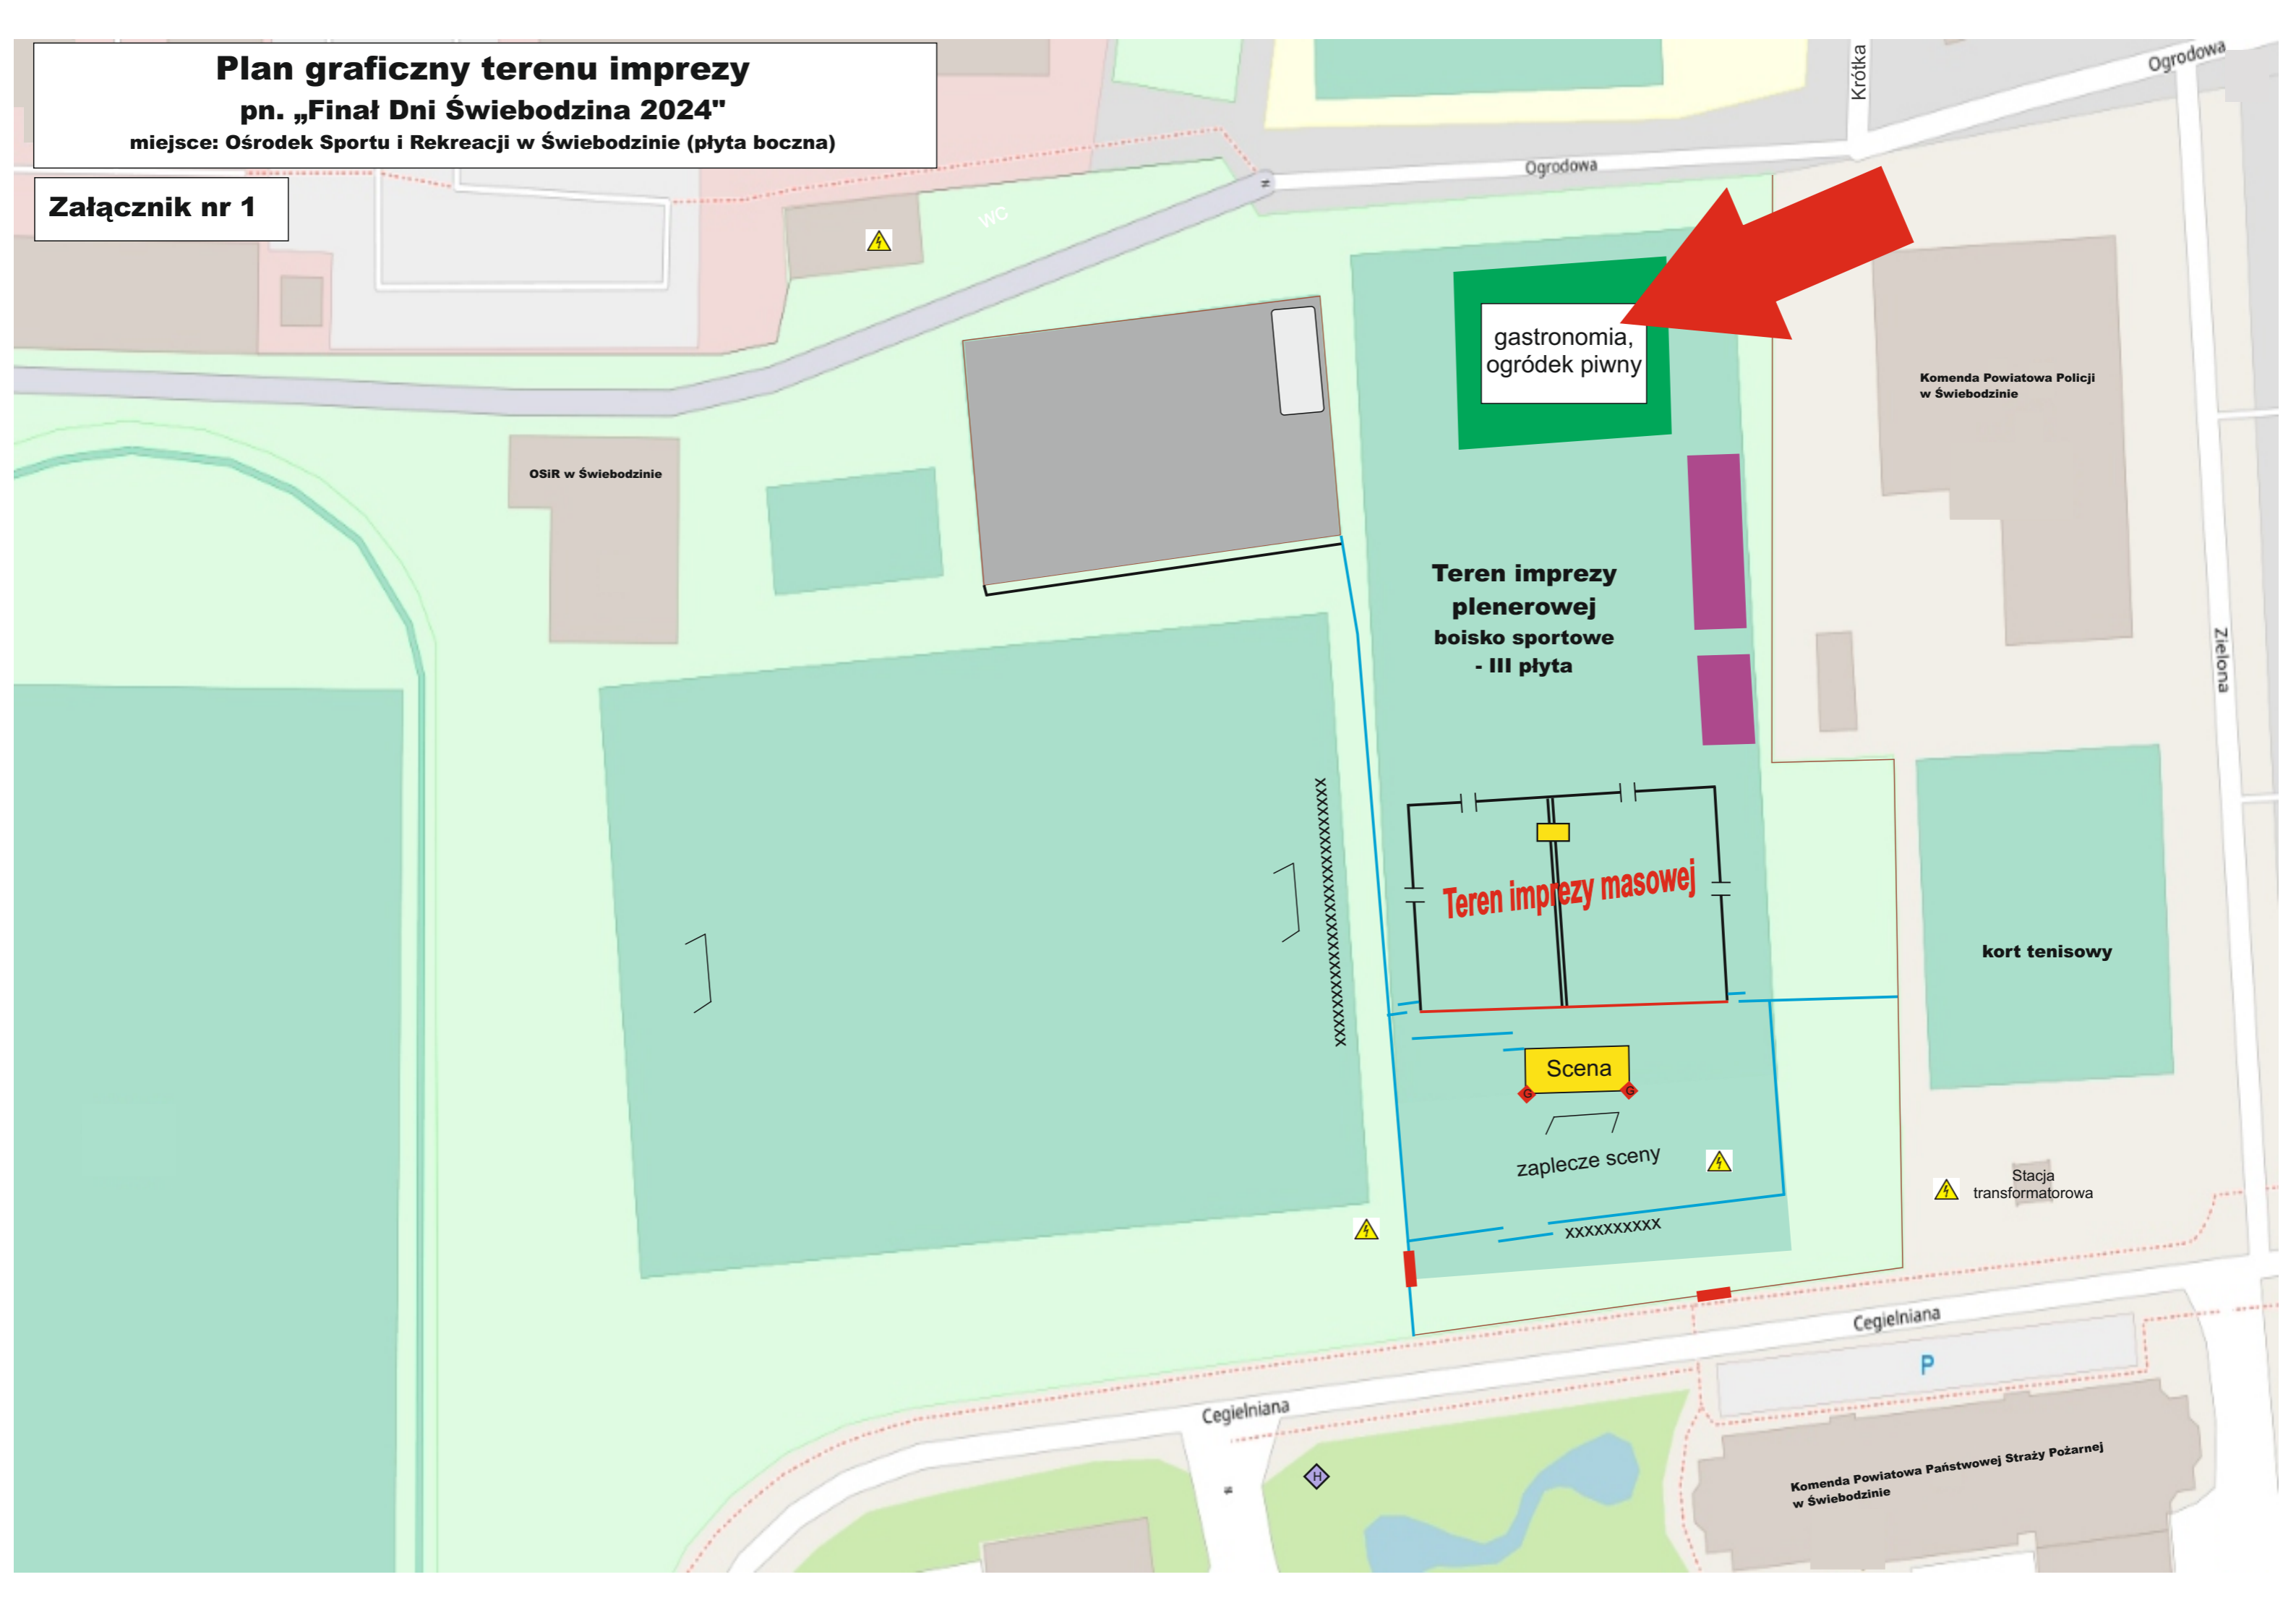 Plan graficzny terenu imprezy
pn. „Finał Dni Świebodzina 2024"
miejsce: Ośrodek Sportu i Rekreacji w Świebodzinie (płyta boczna)
Załącznik nr 1
Krótka
Ogrodowa
Ogrodowa
WC
gastronomia,
ogródek piwny
Komenda Powiatowa Policji
w Świebodzinie
OSiR w Świebodzinie
Teren imprezy
plenerowej
boisko sportowe
- III płyta
Zielona
xxxxxxxxxxxxxxxxxxxxxxxxxxxx
Teren imprezy masowej
kort tenisowy
Scena
G
G
zaplecze sceny
Stacja
transformatorowa
xxxxxxxxxx
Cegielniana
P
Cegielniana
H
Komenda Powiatowa Państwowej Straży Pożarnej
w Świebodzinie